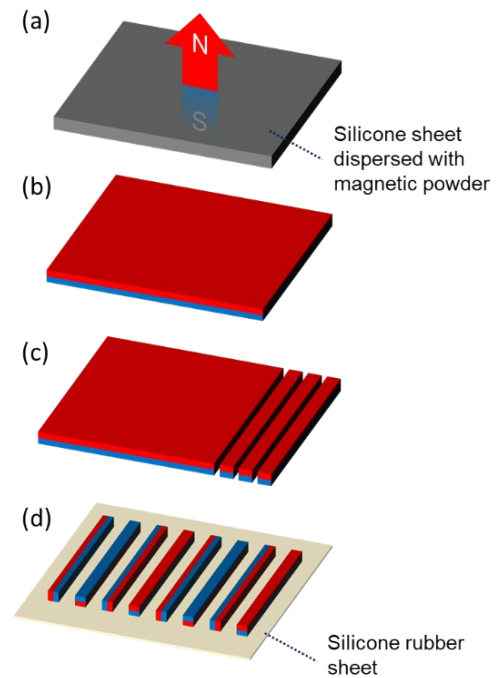 (a)
N
S
Silicone sheet
dispersed with
magnetic powder
(b)
(c)
(d)
Silicone rubber
sheet